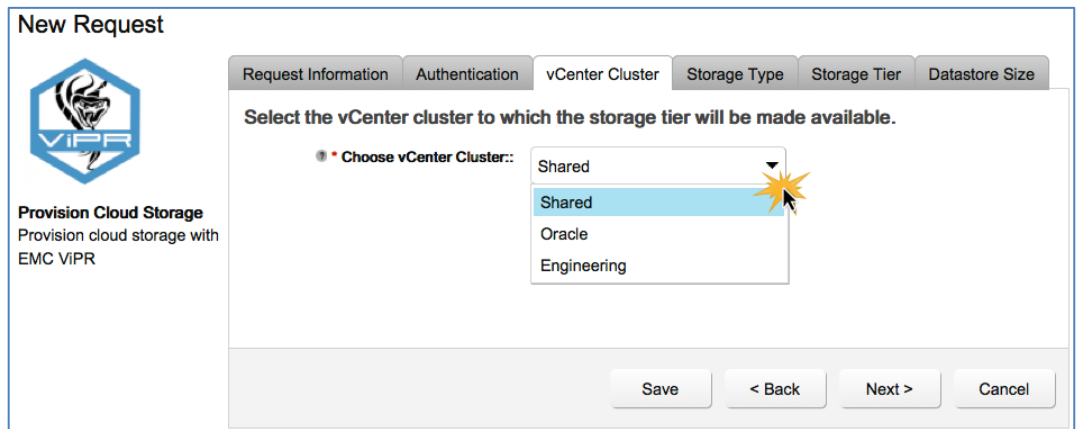 New Request
ViPR
Provision Cloud Storage
Provision cloud storage with
EMC ViPR
Request Information
Authentication
vCenter Cluster
Storage Type
Storage Tier
Datastore Size
Select the vCenter cluster to which the storage tier will be made available.
? * Choose vCenter Cluster::
Shared
Shared
Oracle
Engineering
Save
< Back
Next >
Cancel